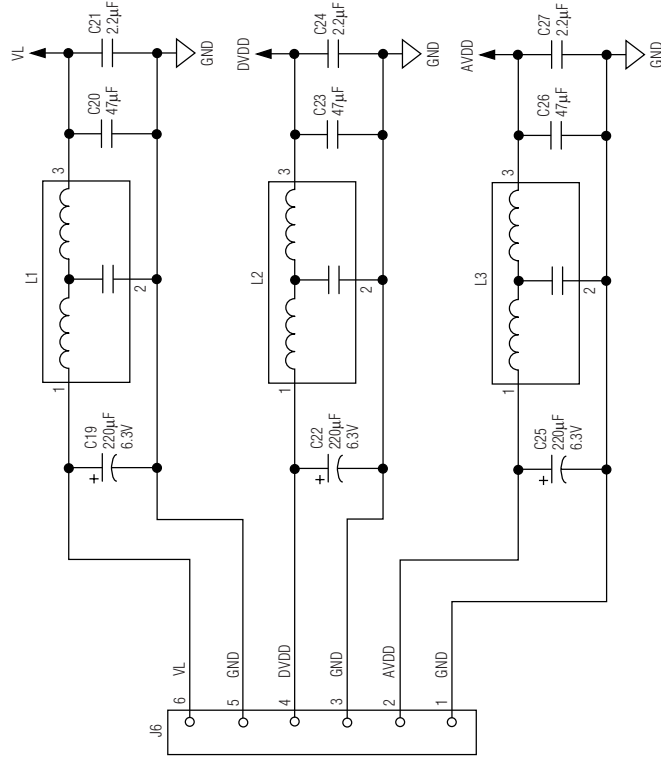 VL
C21
2.2µF
GND
C20
47µF
3
L1
2
1
C19
220µF
6.3V
+
DVDD
C24
2.2µF
GND
C23
47µF
3
L2
2
1
C22
220µF
6.3V
+
AVDD
C27
2.2µF
GND
C26
47µF
3
L3
2
1
C25
220µF
6.3V
+
J6
6
VL
5
GND
4
DVDD
3
GND
2
AVDD
1
GND